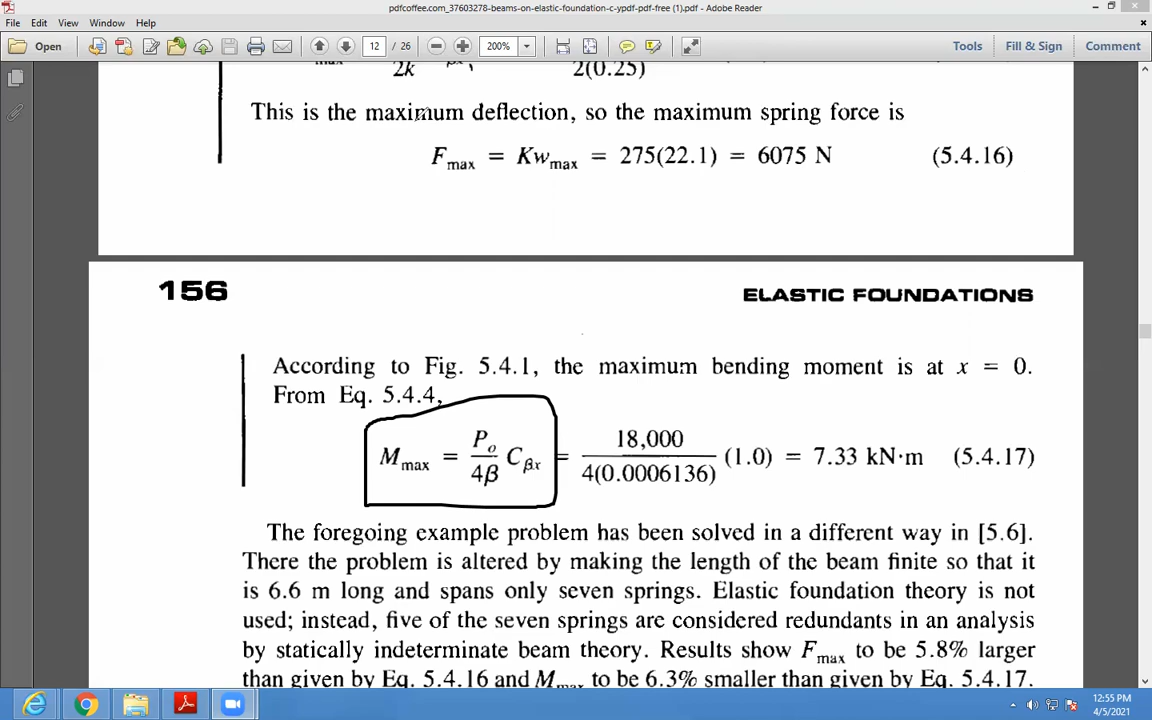 pdfcoffee.com_37603278-beams-on-elastic-foundation-c-ypdf-pdf-free (1).pdf - Adobe Reader
File Edit View Window Help
Open 12 / 26 200% Tools Fill & Sign Comment
2k 2(0.25)
This is the maximum deflection, so the maximum spring force is
F_max = Kw_max = 275(22.1) = 6075 N (5.4.16)
156 ELASTIC FOUNDATIONS
According to Fig. 5.4.1, the maximum bending moment is at x = 0.
From Eq. 5.4.4,
M_max = P_o/4β C_βx = 18,000/4(0.0006136) (1.0) = 7.33 kN·m (5.4.17)
The foregoing example problem has been solved in a different way in [5.6].
There the problem is altered by making the length of the beam finite so that it
is 6.6 m long and spans only seven springs. Elastic foundation theory is not
used; instead, five of the seven springs are considered redundants in an analysis
by statically indeterminate beam theory. Results show F_max to be 5.8% larger
than given by Eq. 5.4.16 and M_max to be 6.3% smaller than given by Eq. 5.4.17.
12:55 PM
4/5/2021